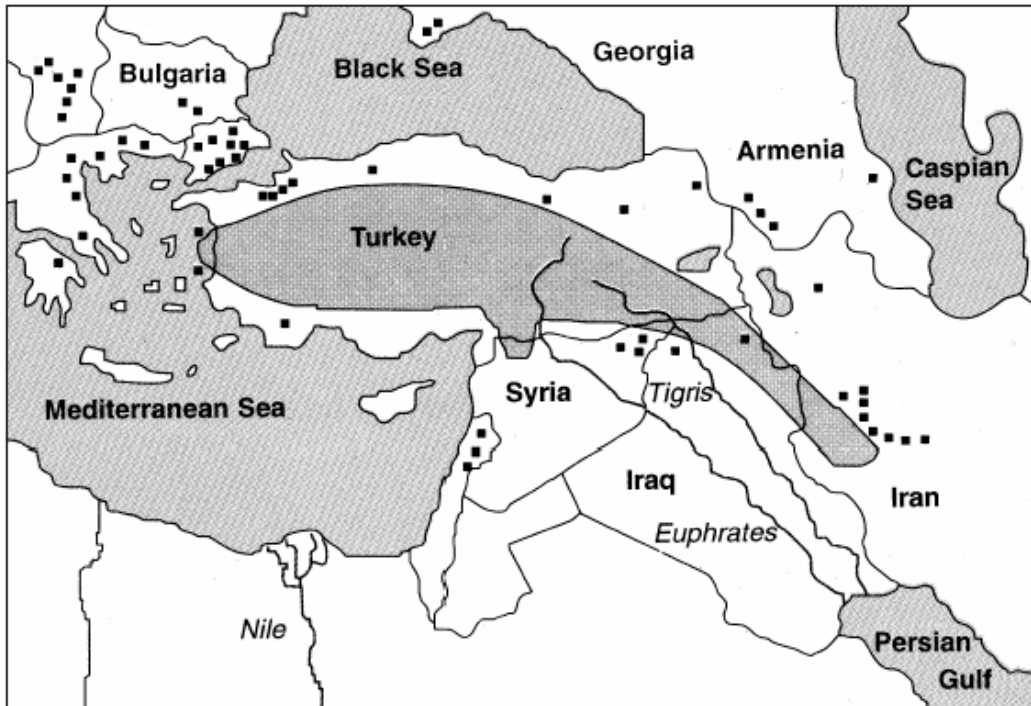 Georgia
Black Sea
Bulgaria
Armenia
Caspian
Sea
Turkey
Syria
Tigris
Mediterranean Sea
Iraq
Iran
Euphrates
Nile
Persian
Gulf